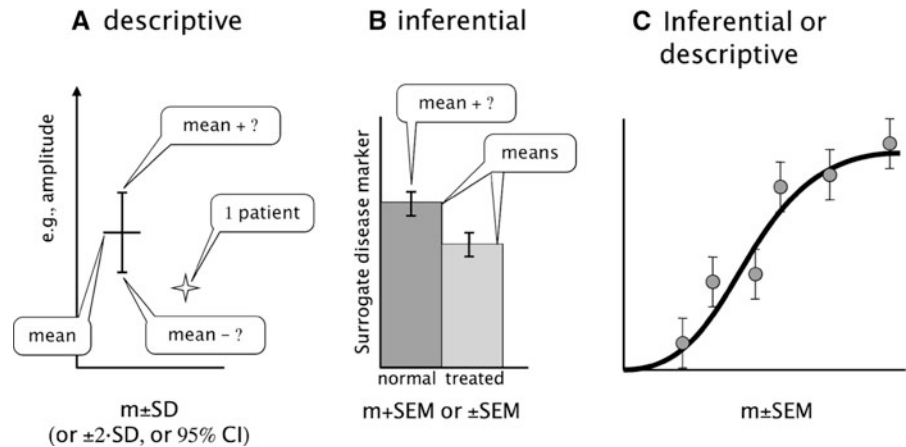 A descriptive
e.g., amplitude
mean + ?
1 patient
mean
mean – ?
m±SD
(or ±2·SD, or 95% CI)
B inferential
Surrogate disease marker
mean + ?
means
normal treated
m+SEM or ±SEM
C Inferential or
descriptive
m±SEM